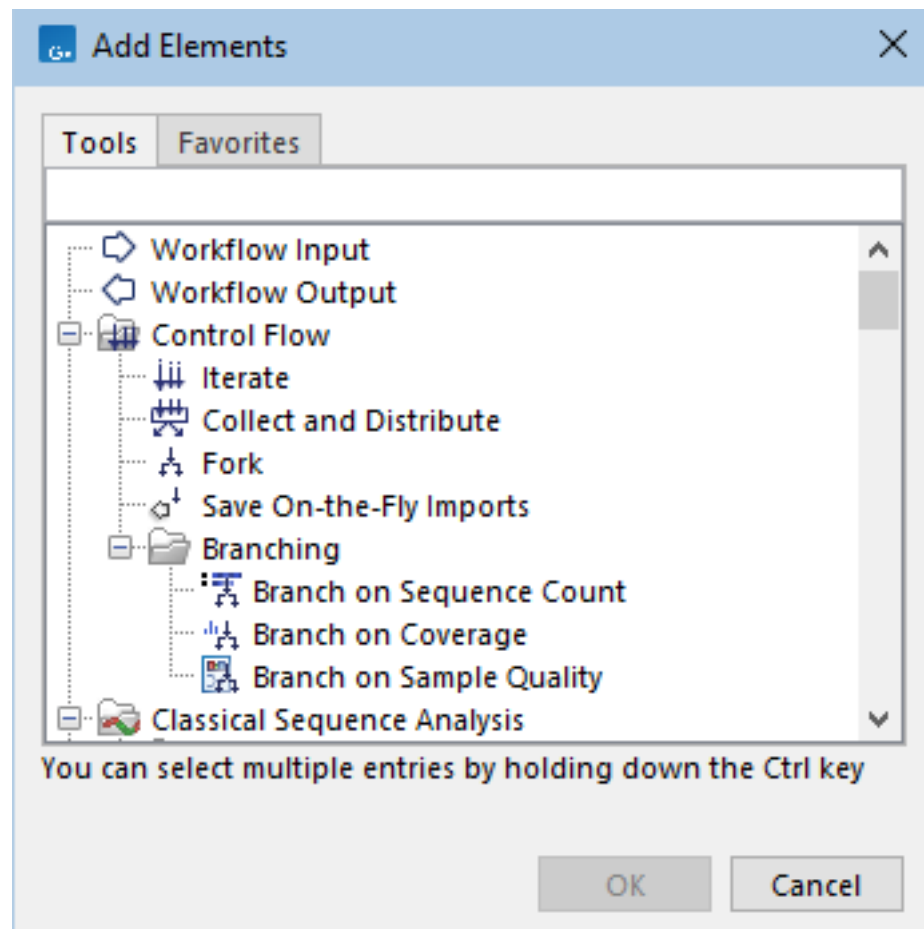 G.
Add Elements
Tools Favorites
Workflow Input
Workflow Output
Control Flow
Iterate
Collect and Distribute
Fork
Save On-the-Fly Imports
Branching
Branch on Sequence Count
Branch on Coverage
Branch on Sample Quality
Classical Sequence Analysis
You can select multiple entries by holding down the Ctrl key
OK Cancel